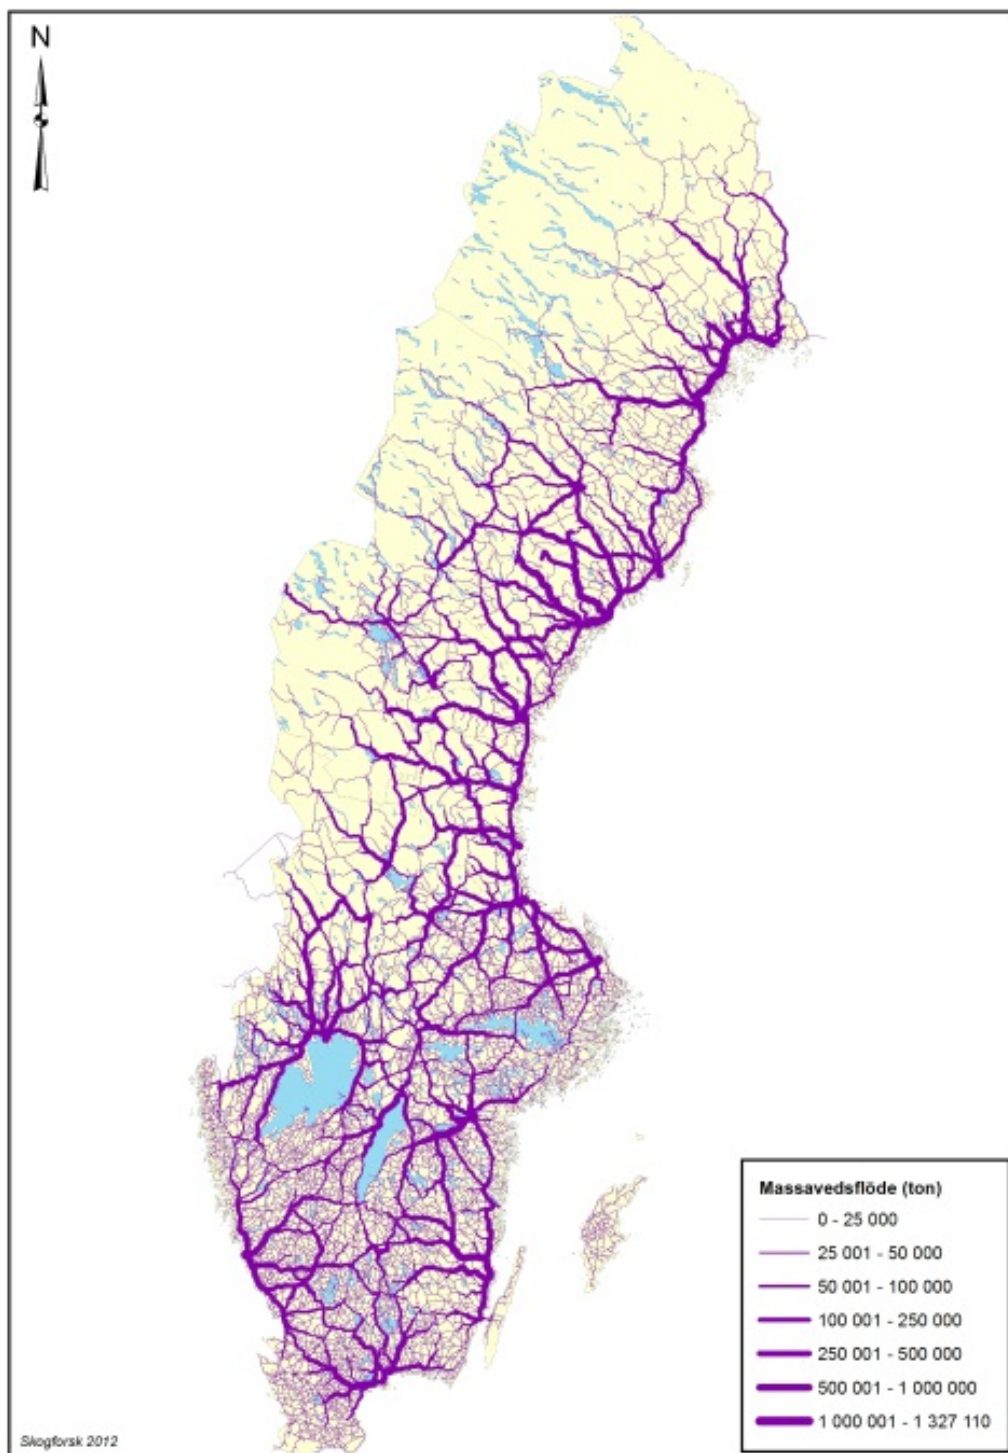 N
Massavedsflöde (ton)
0 - 25 000
25 001 - 50 000
50 001 - 100 000
100 001 - 250 000
250 001 - 500 000
500 001 - 1 000 000
1 000 001 - 1 327 110
Skogforsk 2012